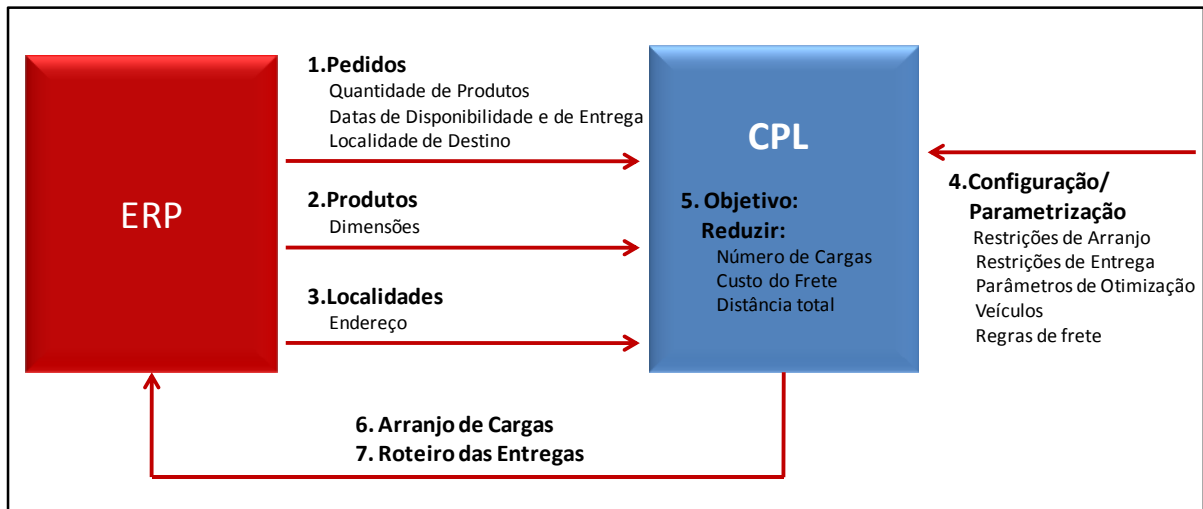 ERP
1.Pedidos
Quantidade de Produtos
Datas de Disponibilidade e de Entrega
Localidade de Destino
2.Produtos
Dimensões
3.Localidades
Endereço
CPL
5. Objetivo:
Reduzir:
Número de Cargas
Custo do Frete
Distância total
4.Configuração/
Parametrização
Restrições de Arranjo
Restrições de Entrega
Parâmetros de Otimização
Veículos
Regras de frete
6. Arranjo de Cargas
7. Roteiro das Entregas